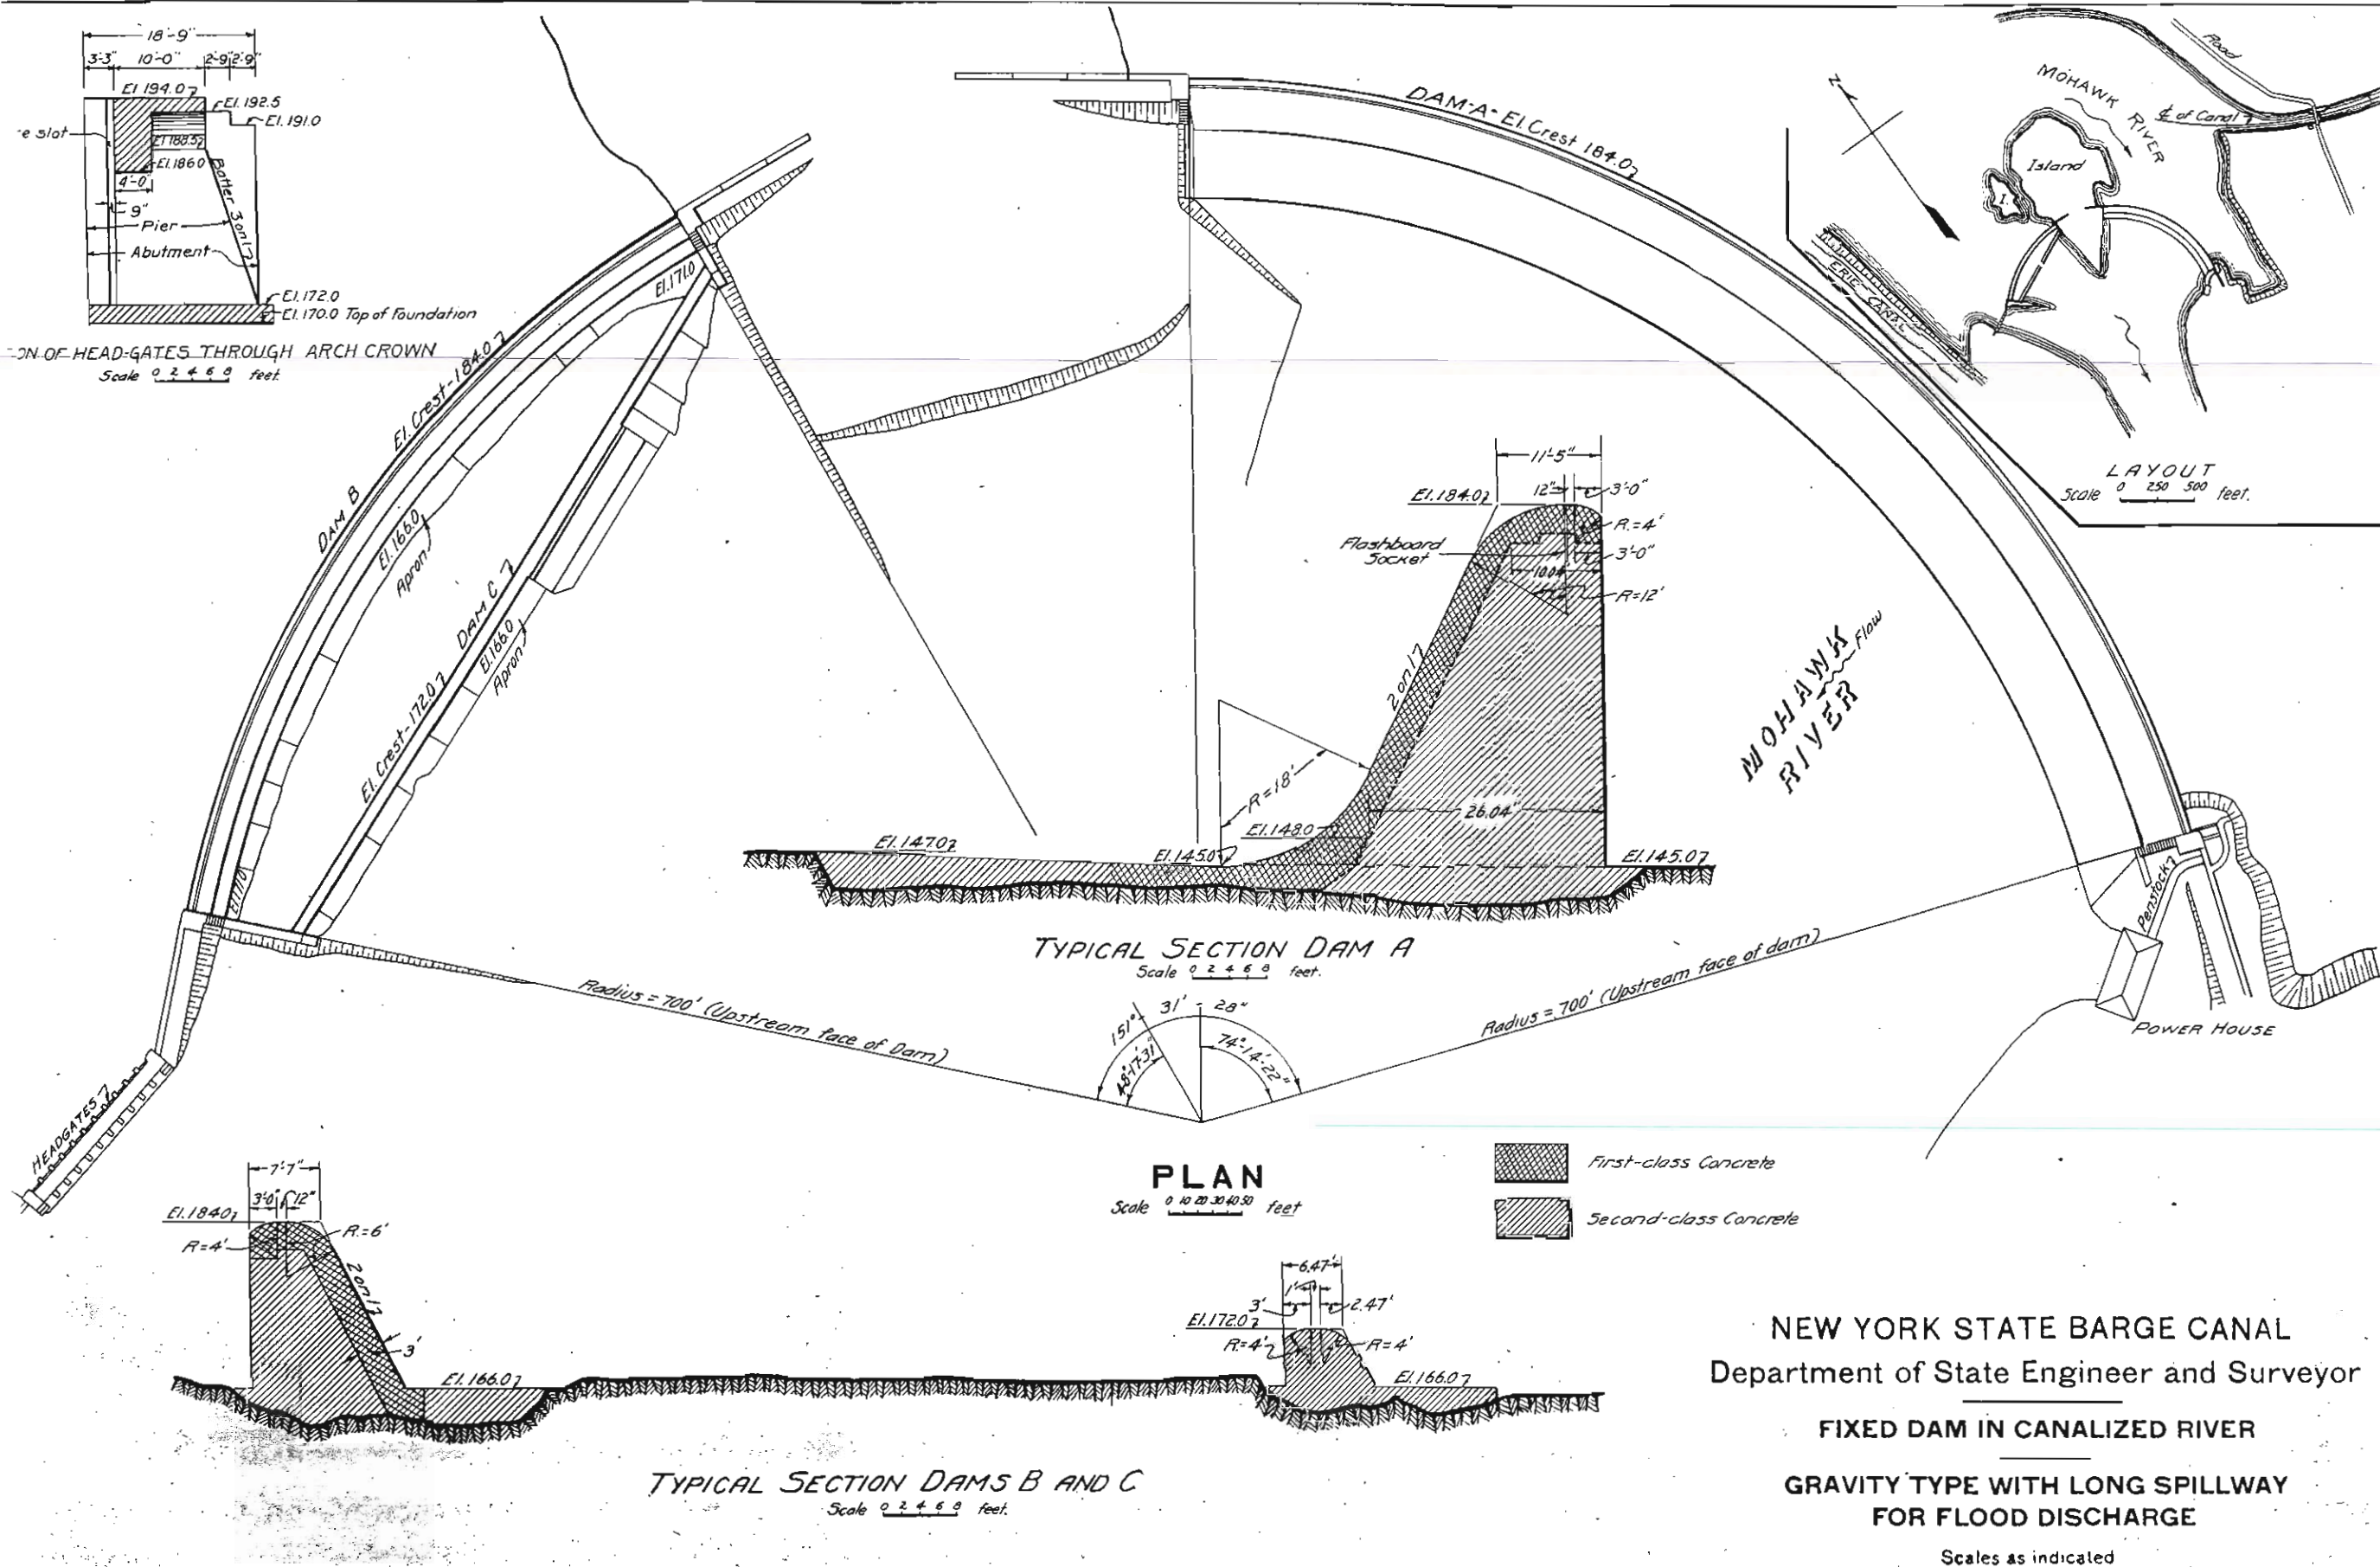 18'-9"
3'-3" 10'-0" 2'-9" 2'-9"
El. 194.0
El. 192.5
El. 191.0
e slot
El 188.5
El. 186.0
4'-0"
9"
Batter 3 on 1
Pier
Abutment
El. 172.0
El. 170.0 Top of Foundation
ON OF HEAD-GATES THROUGH ARCH CROWN
Scale 0 2 4 6 8 feet.
DAM B El. Crest-184.0
El. 171.0
El. 166.0
Apron
DAM C
El. Crest-172.0
El. 166.0
Apron
El. 171.0
HEADGATES
DAM-A- El. Crest 184.0
Road
MOHAWK RIVER
℄ of Canal
Z
Island
I.
ERIE CANAL
LAYOUT
Scale 0 250 500 feet.
11'-5"
12" 3'-0"
El. 184.0
R.=4'
Flashboard
Socket
3'-0"
10.04
R=12'
2 on 1
R=18'
26.04"
El. 147.0
El. 148.0
El. 145.0
El. 145.0
TYPICAL SECTION DAM A
Scale 0 2 4 6 8 feet.
MOHAWK
RIVER
Flow
Penstock
POWER HOUSE
Radius = 700' (Upstream face of Dam)
Radius = 700' (Upstream face of dam)
151° 31' 28"
48°-17'-31"
74°-14'-22"
PLAN
Scale 0 10 20 30 40 50 feet
First-class Concrete
Second-class Concrete
7'-7"
3'-0" 12"
El. 184.0
R=4'
R.=6'
2 on 1
3'
El. 166.0
6.47'
1'
3' 2.47'
El. 172.0
R=4' R=4'
El. 166.0
TYPICAL SECTION DAMS B AND C
Scale 0 2 4 6 8 feet.
NEW YORK STATE BARGE CANAL
Department of State Engineer and Surveyor
FIXED DAM IN CANALIZED RIVER
GRAVITY TYPE WITH LONG SPILLWAY
FOR FLOOD DISCHARGE
Scales as indicated